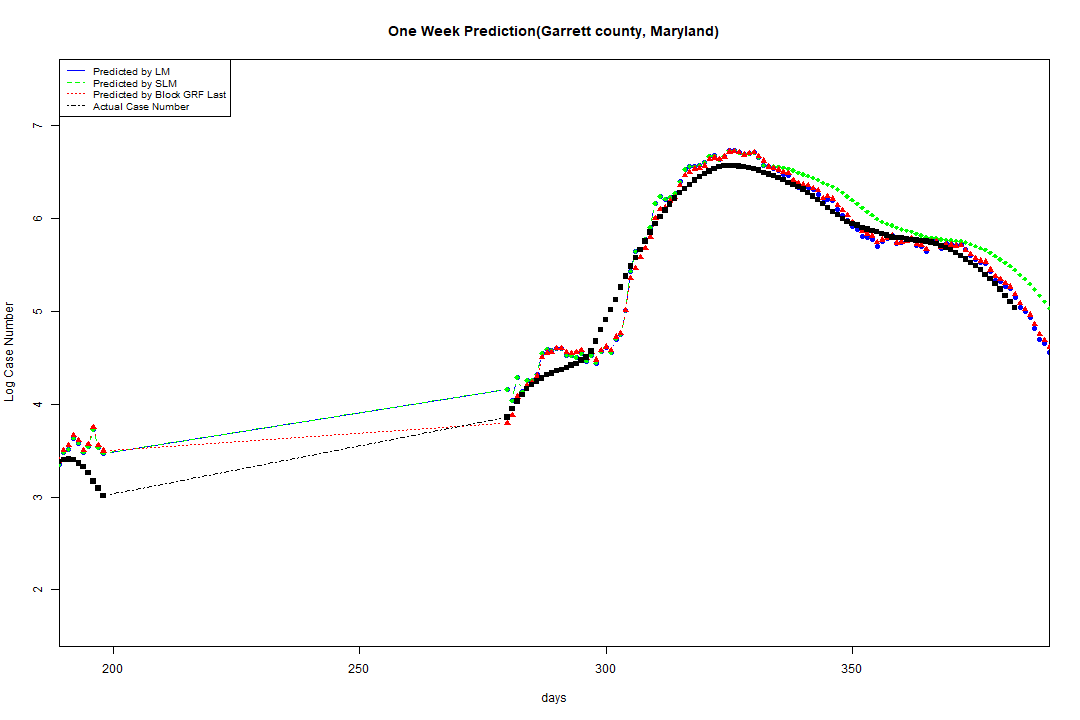 One Week Prediction(Garrett county, Maryland)
Predicted by LM
Predicted by SLM
Predicted by Block GRF Last
Actual Case Number
7
6
5
4
3
2
Log Case Number
200 250 300 350
days